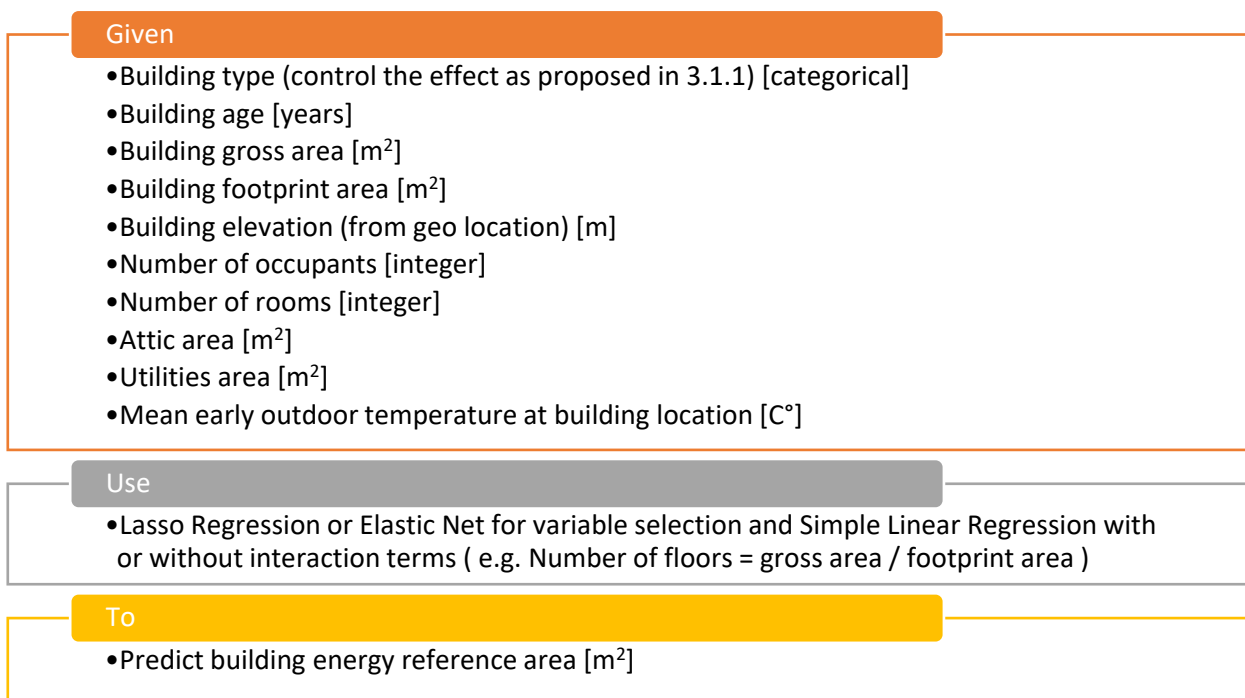 Given
•Building type (control the effect as proposed in 3.1.1) [categorical]
•Building age [years]
•Building gross area [m²]
•Building footprint area [m²]
•Building elevation (from geo location) [m]
•Number of occupants [integer]
•Number of rooms [integer]
•Attic area [m²]
•Utilities area [m²]
•Mean early outdoor temperature at building location [C°]
Use
•Lasso Regression or Elastic Net for variable selection and Simple Linear Regression with
or without interaction terms ( e.g. Number of floors = gross area / footprint area )
To
•Predict building energy reference area [m²]